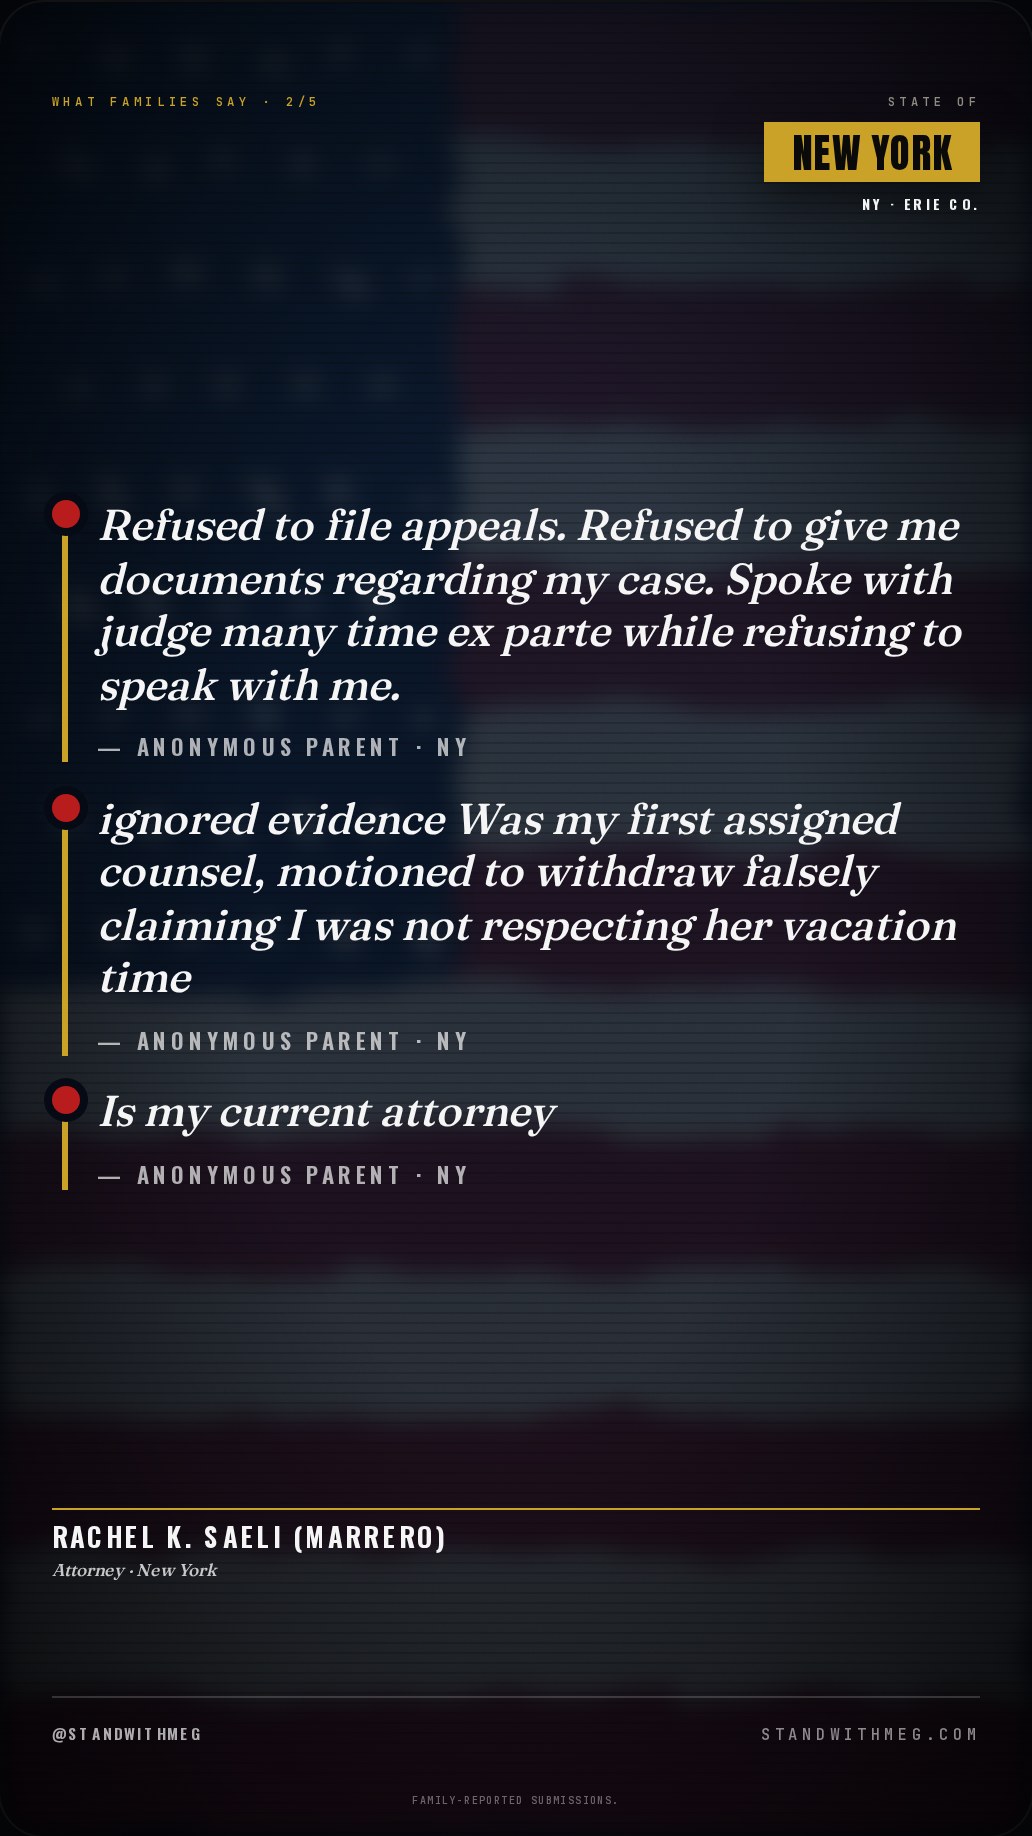 WHAT FAMILIES SAY · 2/5
STATE OF
NEW YORK
NY · ERIE CO.
Refused to file appeals. Refused to give me
documents regarding my case. Spoke with
judge many time ex parte while refusing to
speak with me.
— ANONYMOUS PARENT · NY
ignored evidence Was my first assigned
counsel, motioned to withdraw falsely
claiming I was not respecting her vacation
time
— ANONYMOUS PARENT · NY
Is my current attorney
— ANONYMOUS PARENT · NY
RACHEL K. SAELI (MARRERO)
Attorney · New York
@STANDWITHMEG
STANDWITHMEG.COM
FAMILY-REPORTED SUBMISSIONS.